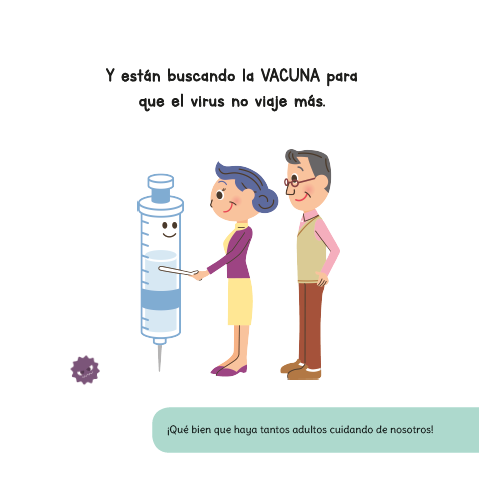 Y están buscando la VACUNA para
que el virus no viaje más.
¡Qué bien que haya tantos adultos cuidando de nosotros!